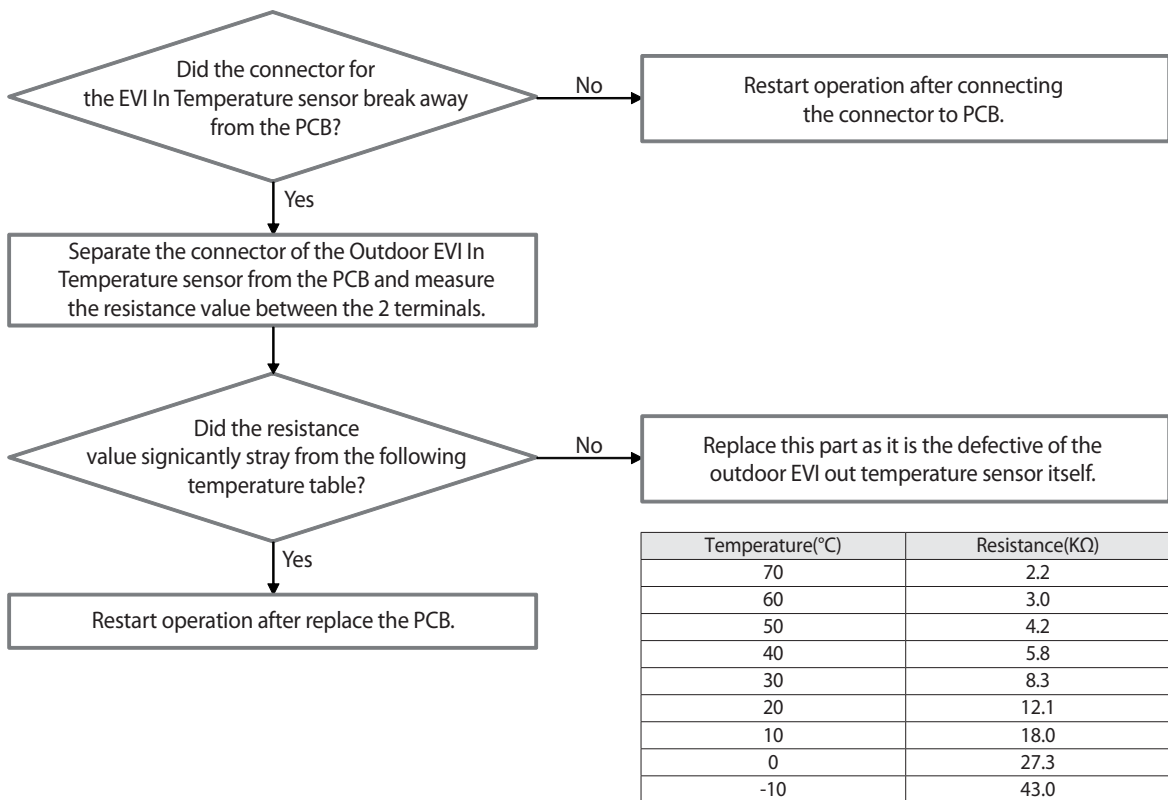 Did the connector for
the EVI In Temperature sensor break away
from the PCB?
No
Restart operation after connecting
the connector to PCB.
Yes
Separate the connector of the Outdoor EVI In
Temperature sensor from the PCB and measure
the resistance value between the 2 terminals.
Did the resistance
value signicantly stray from the following
temperature table?
No
Replace this part as it is the defective of the
outdoor EVI out temperature sensor itself.
Yes
Restart operation after replace the PCB.
Temperature(°C) Resistance(KΩ)
70 2.2
60 3.0
50 4.2
40 5.8
30 8.3
20 12.1
10 18.0
0 27.3
-10 43.0